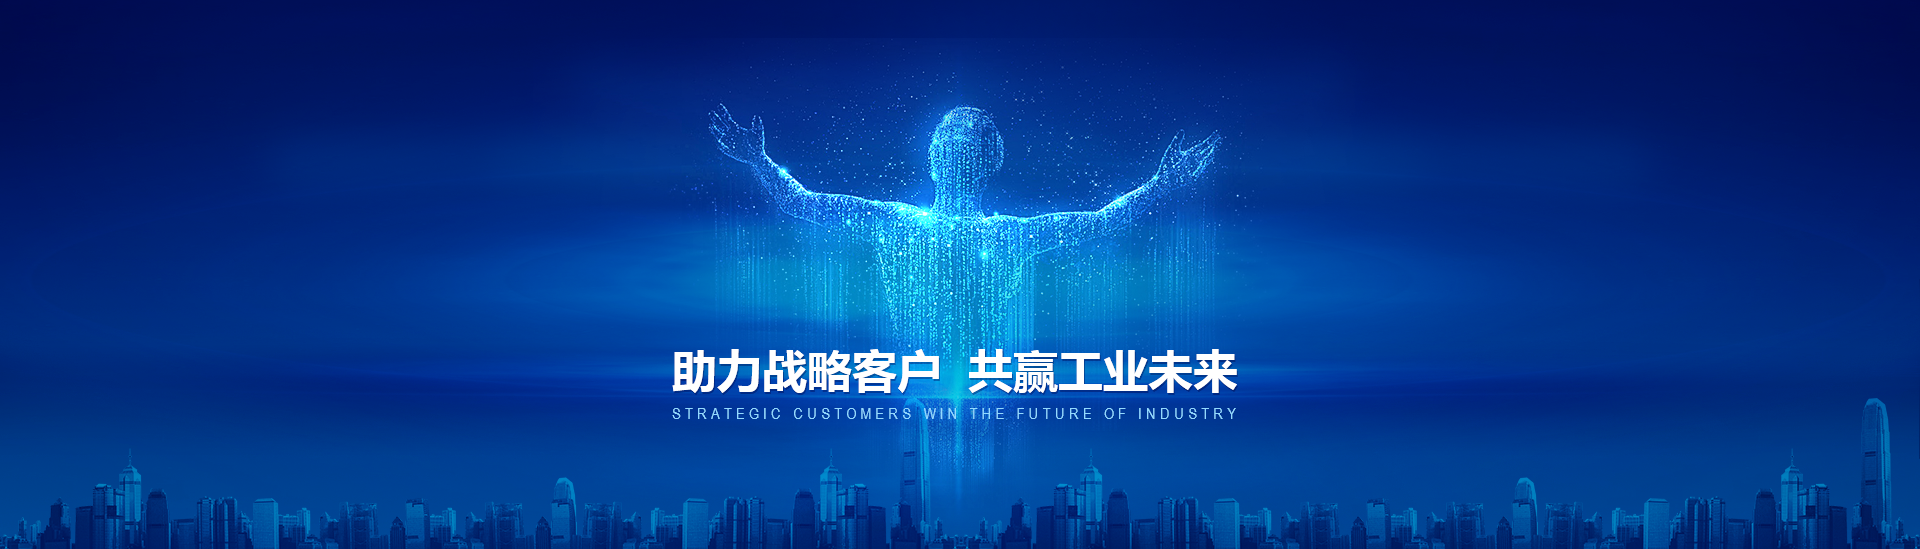 助力战略客户 共赢工业未来
STRATEGIC CUSTOMERS WIN THE FUTURE OF INDUSTRY